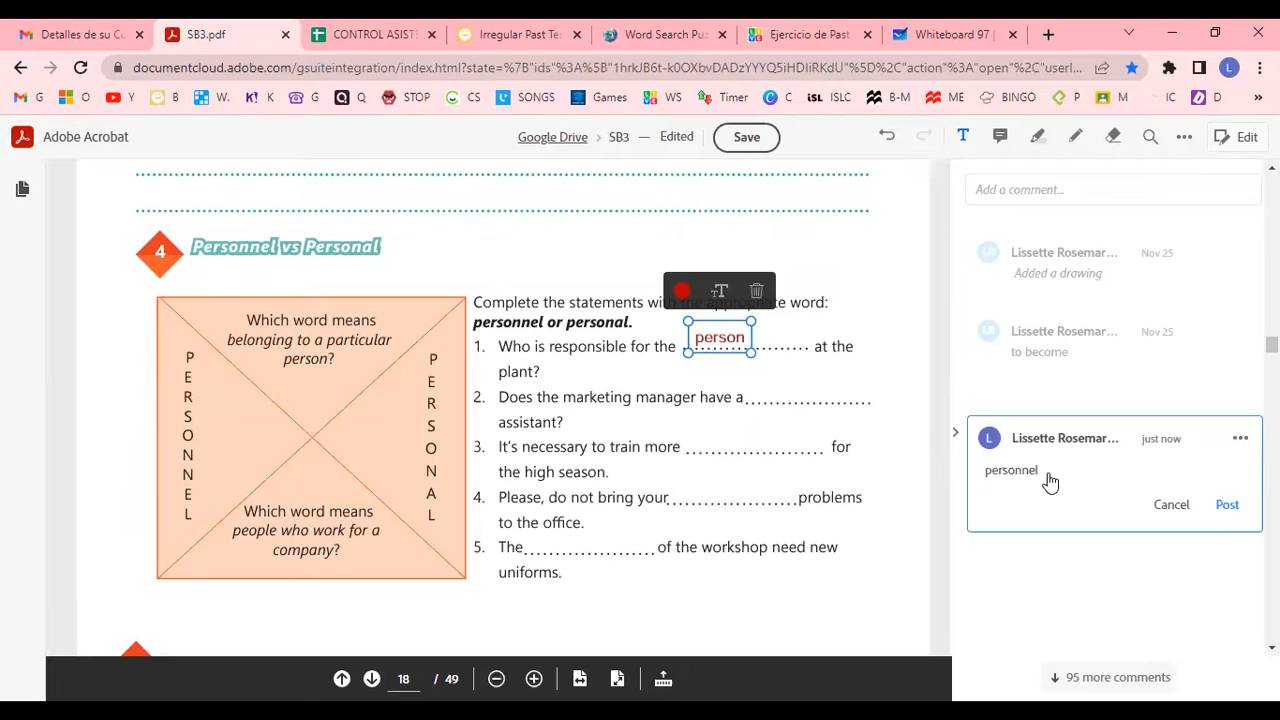 Detalles de su Cu
SB3.pdf
CONTROL ASIST
Irregular Past Te
Word Search Puz
Ejercicio de Past
Whiteboard 97 (
documentcloud.adobe.com/gsuiteintegration/index.html?state=%7B"ids"%3A%5B"1hrkJB6t-k0OXbvDADzYYYQ5iHDIiRKdU"%5D%2C"action"%3A"open"%2C"userI...
L
G
O
Y
B
W
K! K
G
Q
STOP
CS
SONGS
Games
WS
Timer
C
ISL ISLC
B-M
ME
BINGO
P
M
IC
D
Adobe Acrobat
Google Drive > SB3 — Edited
Save
T
Edit
Add a comment...
4 Personnel vs Personal
PERSONNEL
Which word means
belonging to a particular
person?
Which word means
people who work for a
company?
PERSONAL
Complete the statements with the appropriate word:
personnel or personal.
person
1. Who is responsible for the ..................... at the
plant?
2. Does the marketing manager have a.....................
assistant?
3. It's necessary to train more ...................... for
the high season.
4. Please, do not bring your.....................problems
to the office.
5. The.....................of the workshop need new
uniforms.
LR Lissette Rosemar... Nov 25
Added a drawing
LR Lissette Rosemar... Nov 25
to become
L Lissette Rosemar... just now
personnel
Cancel Post
18 / 49
95 more comments